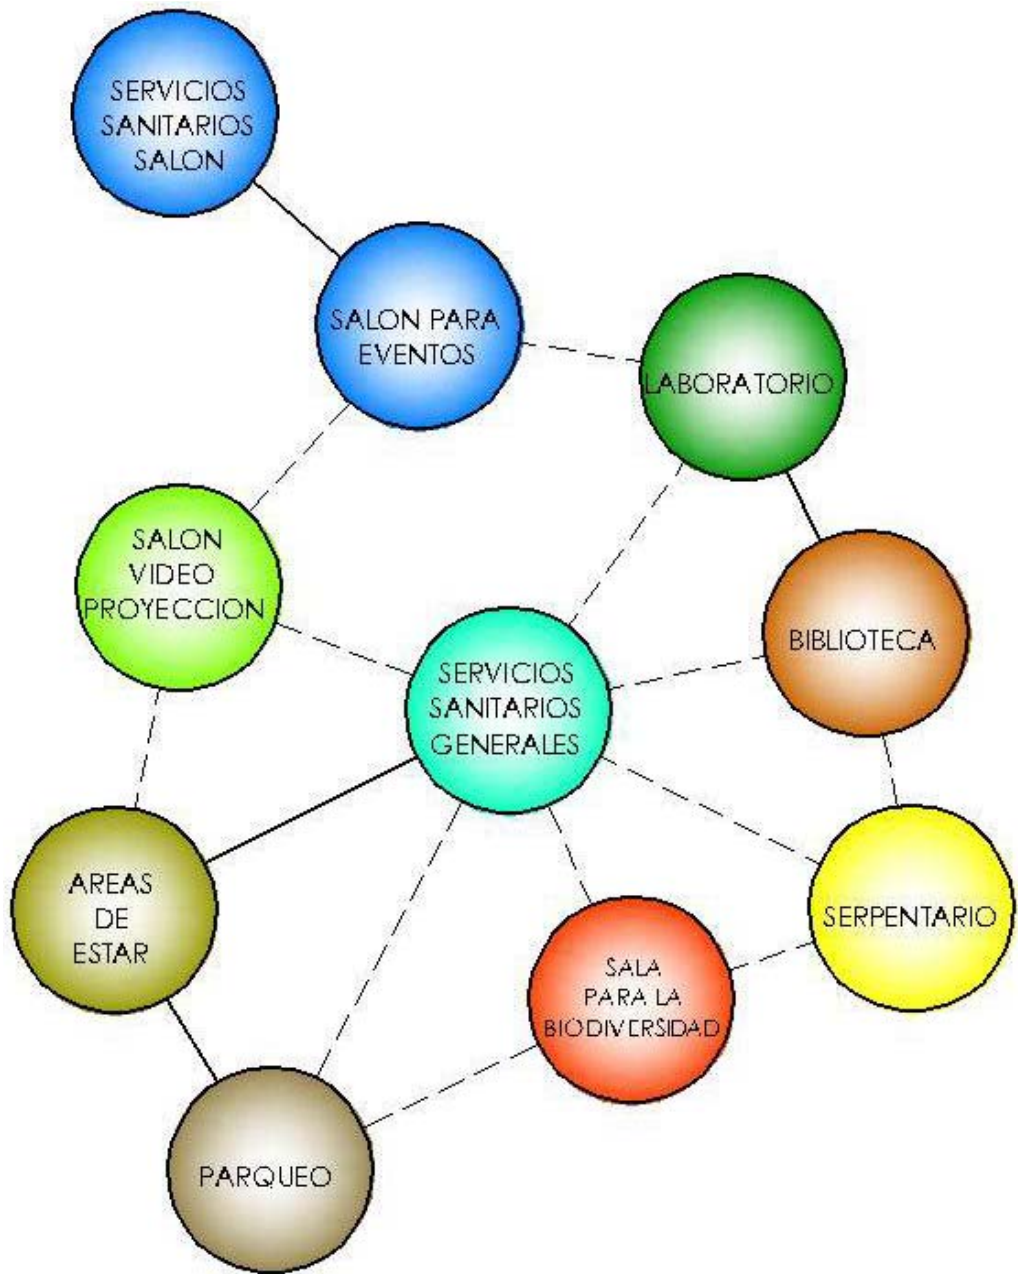 SERVICIOS
SANITARIOS
SALON
SALON PARA
EVENTOS
LABORATORIO
SALON
VIDEO
PROYECCION
BIBLIOTECA
SERVICIOS
SANITARIOS
GENERALES
AREAS
DE
ESTAR
SERPENTARIO
SALA
PARA LA
BIODIVERSIDAD
PARQUEO